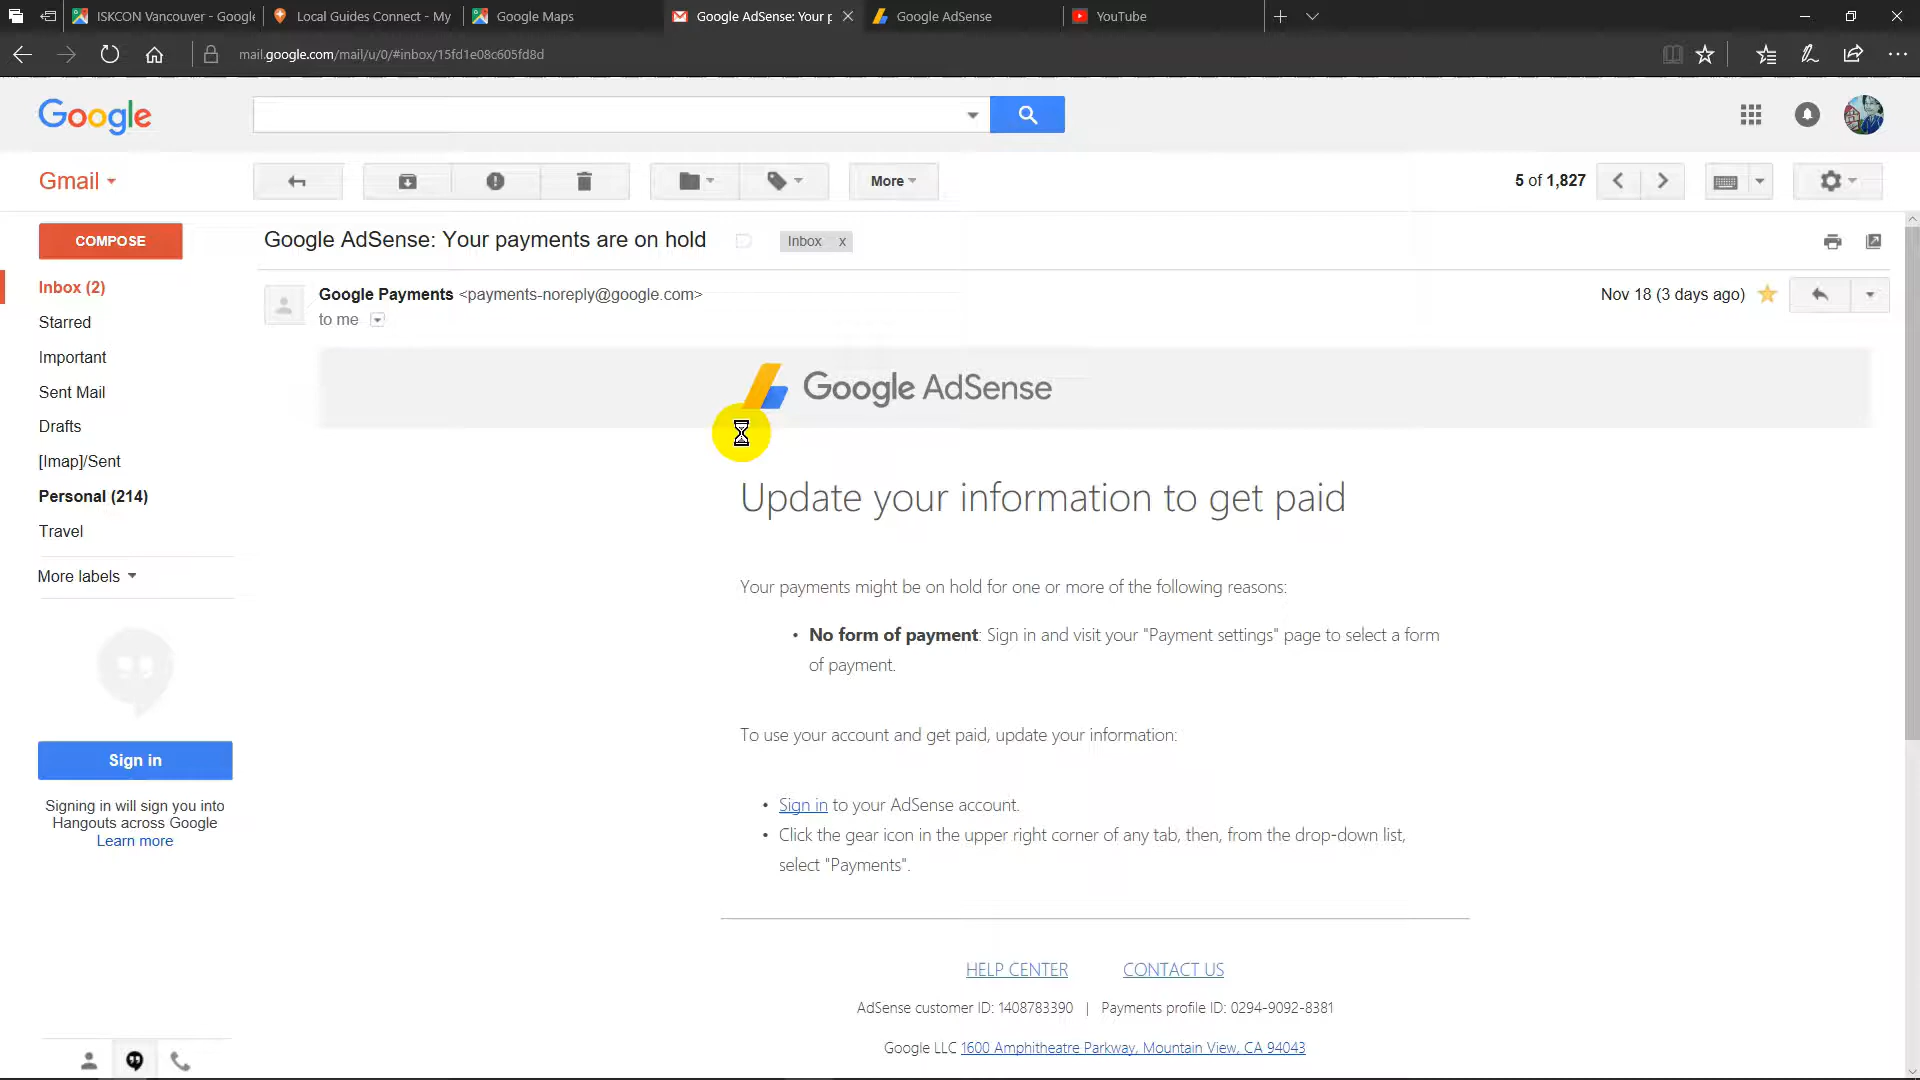 ISKCON Vancouver - Google
Local Guides Connect - My
Google Maps
Google AdSense: Your p
Google AdSense
YouTube
mail.google.com/mail/u/0/#inbox/15fd1e08c605fd8d
Google
Gmail
More
5 of 1,827
COMPOSE
Google AdSense: Your payments are on hold
Inbox x
Inbox (2)
Starred
Important
Sent Mail
Drafts
[Imap]/Sent
Personal (214)
Travel
More labels
Sign in
Signing in will sign you into
Hangouts across Google
Learn more
Google Payments <payments-noreply@google.com>
Nov 18 (3 days ago)
to me
Google AdSense
Update your information to get paid
Your payments might be on hold for one or more of the following reasons:
• No form of payment: Sign in and visit your "Payment settings" page to select a form
of payment.
To use your account and get paid, update your information:
• Sign in to your AdSense account.
• Click the gear icon in the upper right corner of any tab, then, from the drop-down list,
select "Payments".
HELP CENTER CONTACT US
AdSense customer ID: 1408783390 | Payments profile ID: 0294-9092-8381
Google LLC 1600 Amphitheatre Parkway, Mountain View, CA 94043